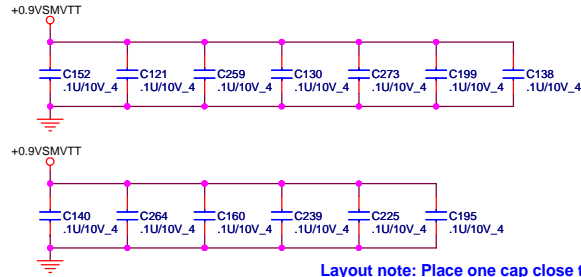 +0.9VSMVTT
C152 C121 C259 C130 C273 C199 C138
.1U/10V_4 .1U/10V_4 .1U/10V_4 .1U/10V_4 .1U/10V_4 .1U/10V_4 .1U/10V_4
+0.9VSMVTT
C140 C264 C160 C239 C225 C195
.1U/10V_4 .1U/10V_4 .1U/10V_4 .1U/10V_4 .1U/10V_4 .1U/10V_4
Layout note: Place one cap close